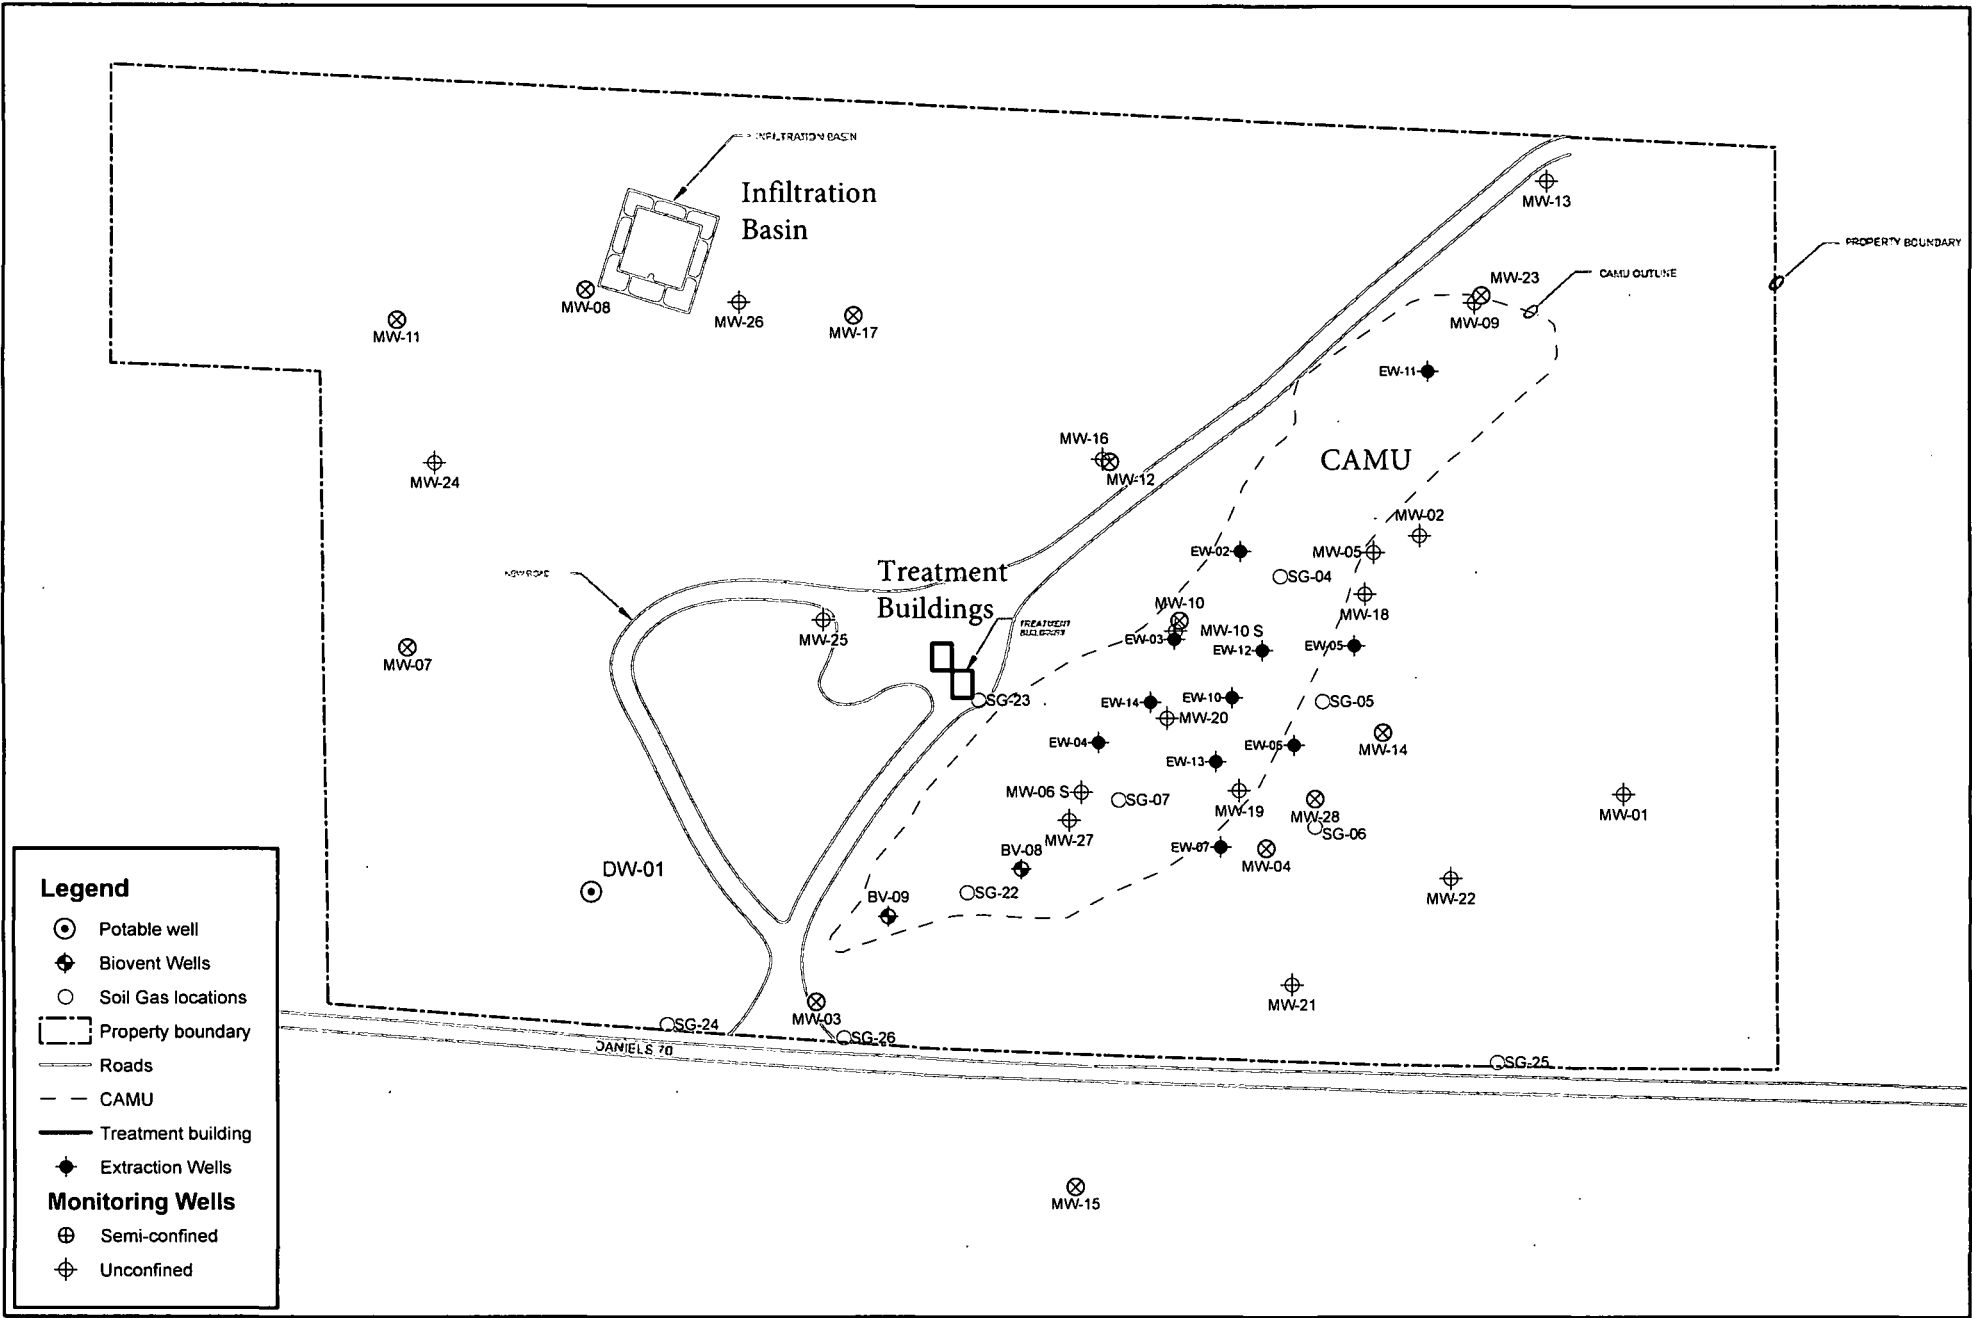 INFILTRATION BASIN
Infiltration
Basin
MW-13
PROPERTY BOUNDARY
CAMU OUTLINE
MW-23
MW-09
MW-08
MW-26
MW-17
MW-11
EW-11
MW-16
MW-12
CAMU
MW-24
MW-02
EW-02
MW-05
SG-04
Treatment
Buildings
NEW ROAD
TREATMENT
BUILDINGS
MW-18
MW-10
MW-10 S
MW-25
EW-03
EW-12
EW-05
MW-07
SG-23
EW-14
EW-10
SG-05
MW-20
EW-04
EW-06
MW-14
EW-13
MW-06 S
SG-07
MW-19
MW-28
MW-01
MW-27
SG-06
BV-08
EW-07
MW-04
DW-01
SG-22
BV-09
MW-22
MW-21
MW-03
SG-24
SG-26
DANIELS 70
SG-25
MW-15
Legend
Potable well
Biovent Wells
Soil Gas locations
Property boundary
Roads
CAMU
Treatment building
Extraction Wells
Monitoring Wells
Semi-confined
Unconfined